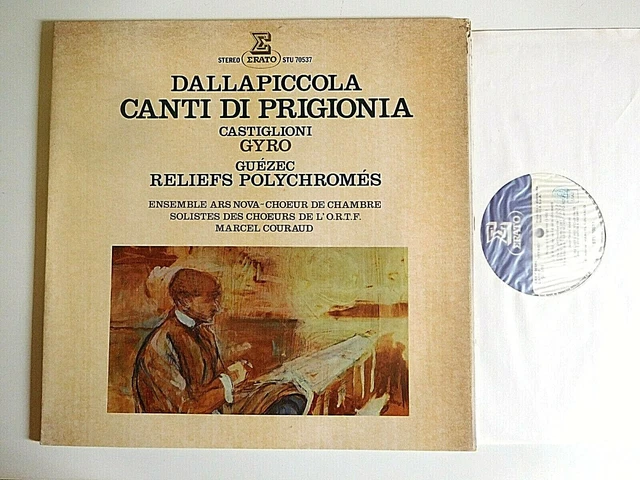 STEREO ERATO STU 70537
DALLAPICCOLA
CANTI DI PRIGIONIA
CASTIGLIONI
GYRO
GUÉZEC
RELIEFS POLYCHROMÉS
ENSEMBLE ARS NOVA-CHOEUR DE CHAMBRE
SOLISTES DES CHOEURS DE L'O.R.T.F.
MARCEL COURAUD
ERATO